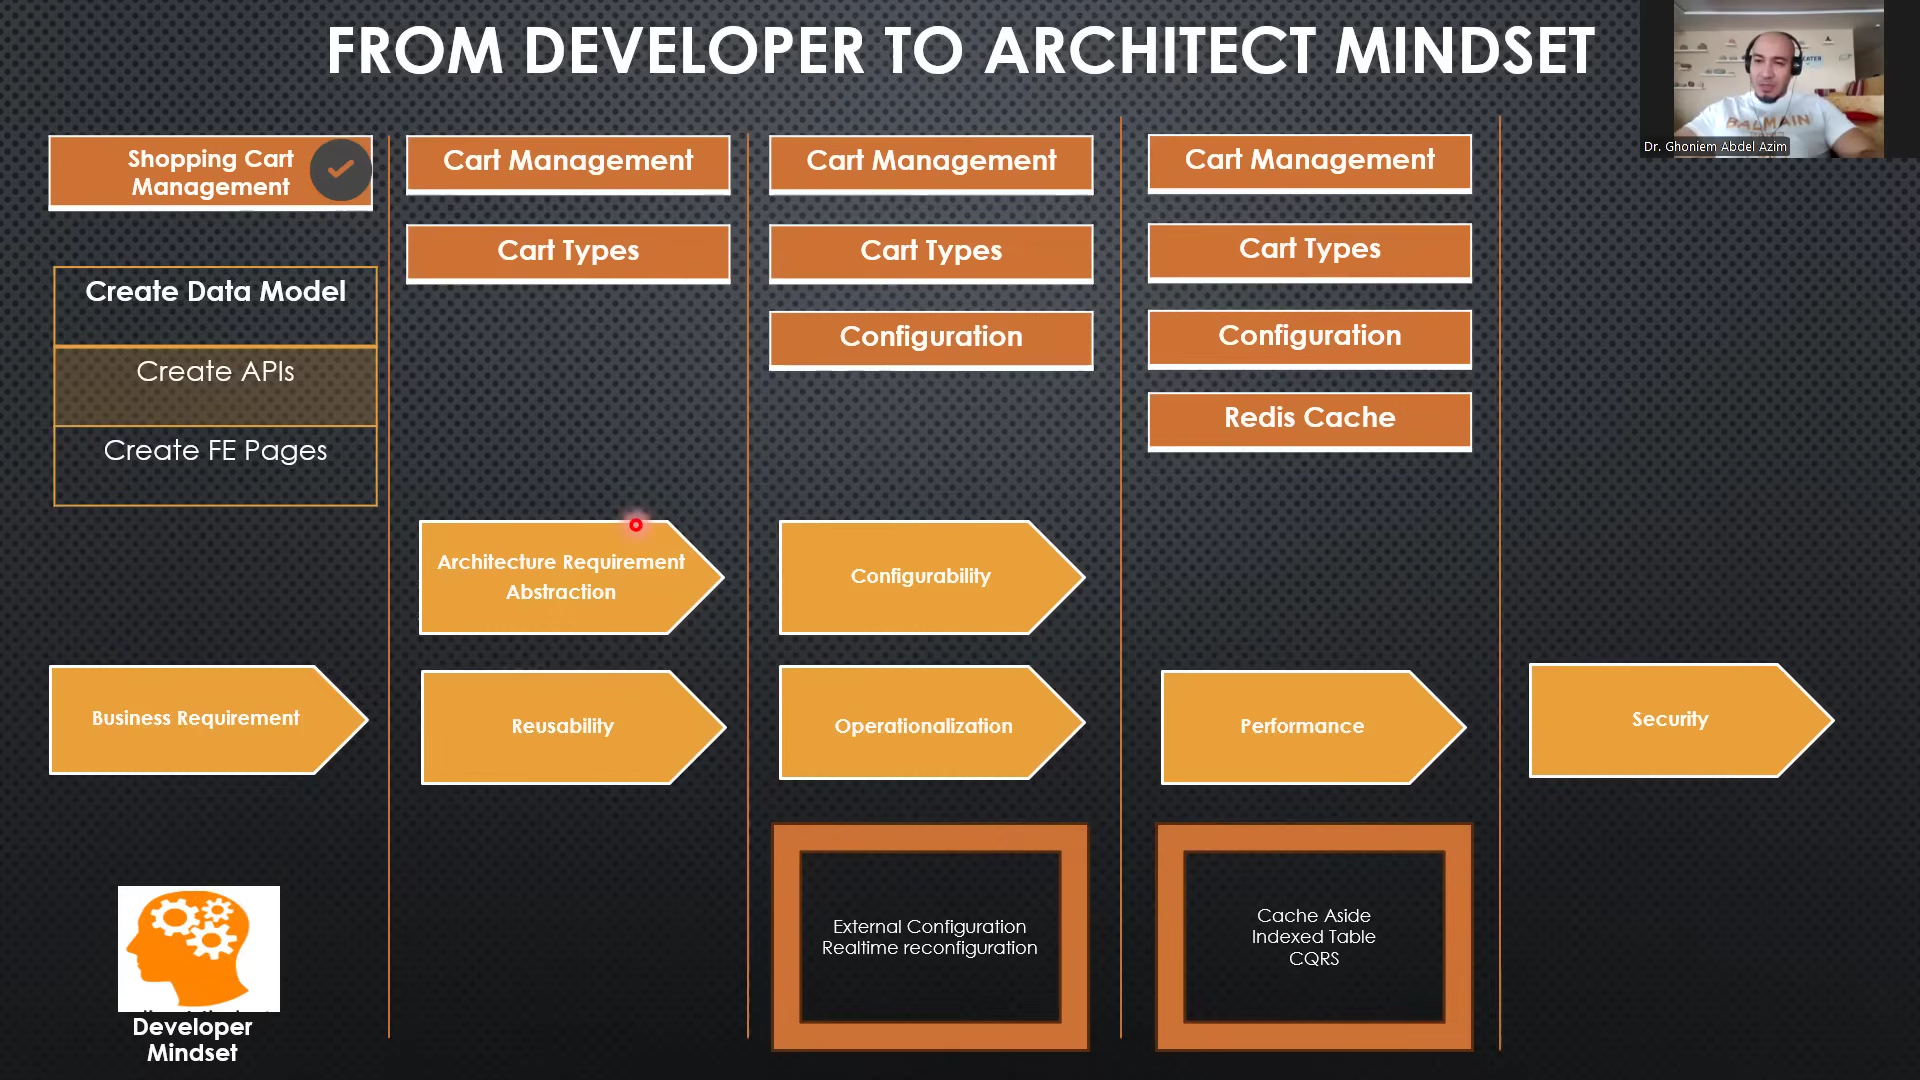 FROM DEVELOPER TO ARCHITECT MINDSET
BALMAIN
Dr. Ghoniem Abdel Azim
Shopping Cart
Management
Create Data Model
Create APIs
Create FE Pages
Business Requirement
Developer
Mindset
Cart Management
Cart Types
Architecture Requirement
Abstraction
Reusability
Cart Management
Cart Types
Configuration
Configurability
Operationalization
External Configuration
Realtime reconfiguration
Cart Management
Cart Types
Configuration
Redis Cache
Performance
Cache Aside
Indexed Table
CQRS
Security